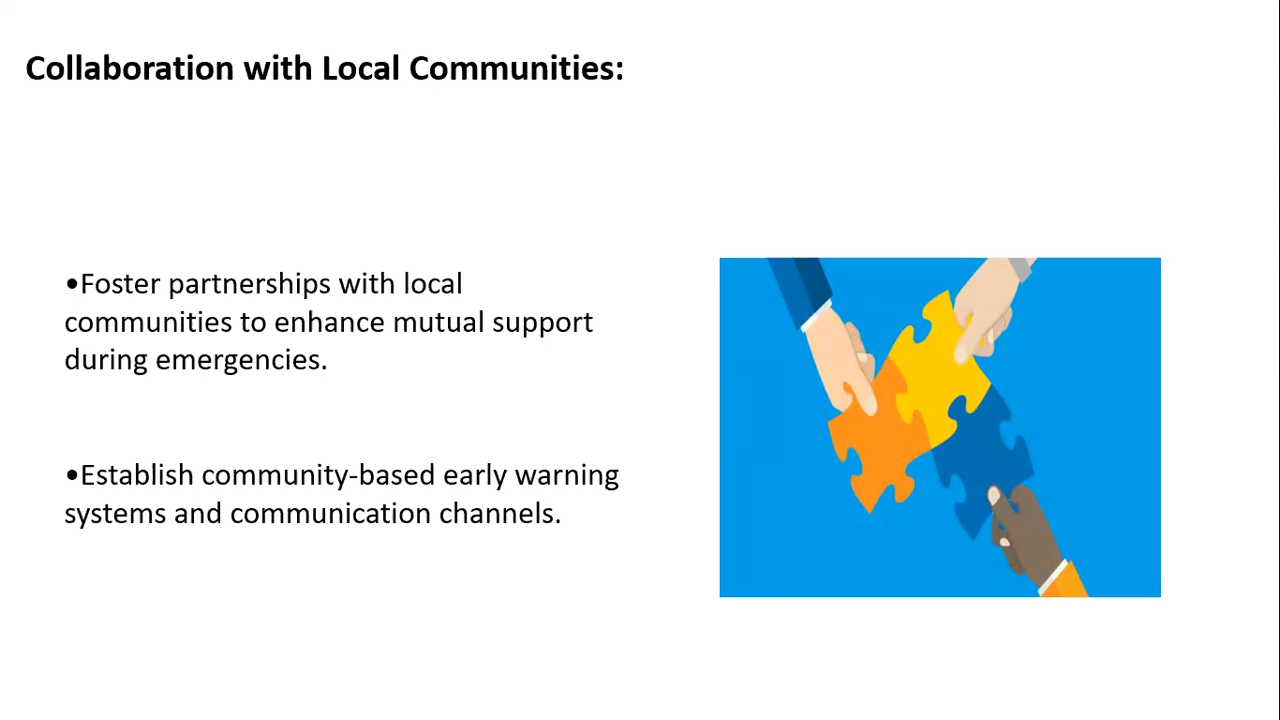 Collaboration with Local Communities:
•Foster partnerships with local
communities to enhance mutual support
during emergencies.
•Establish community-based early warning
systems and communication channels.